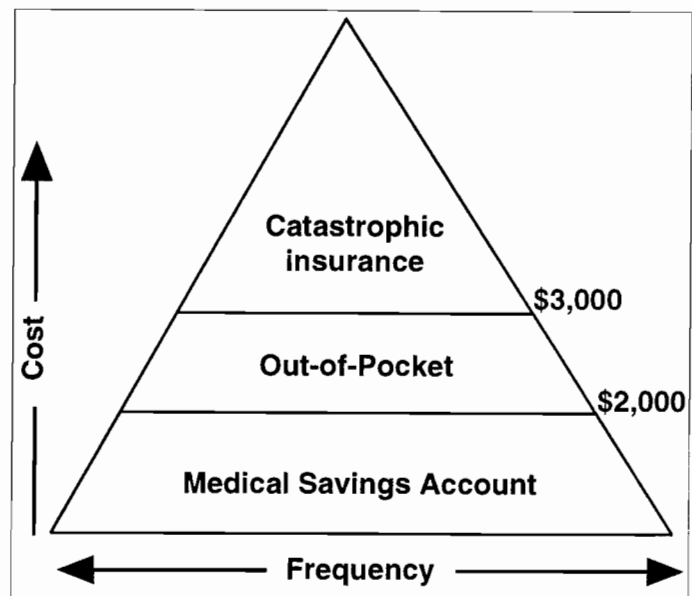 Catastrophic
insurance
$3,000
Out-of-Pocket
$2,000
Medical Savings Account
Cost
Frequency